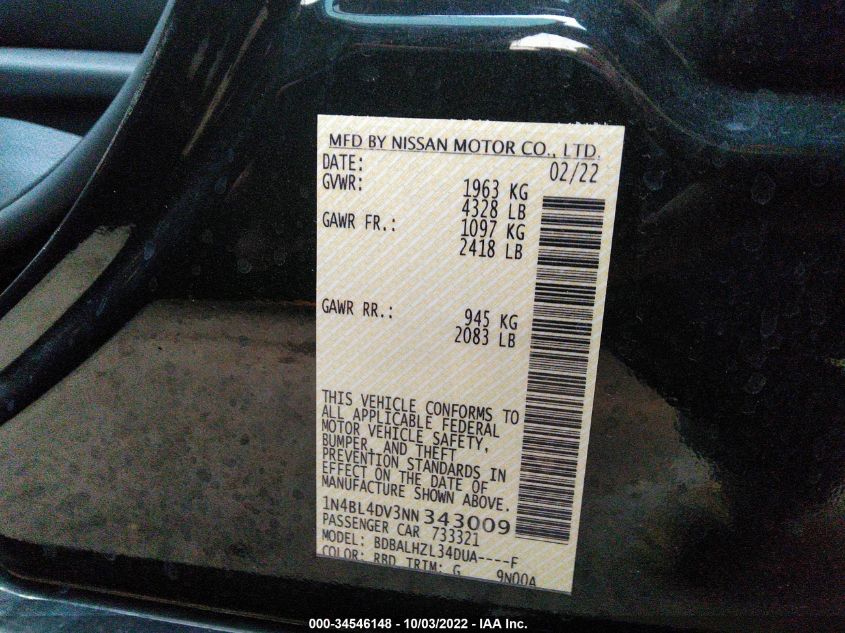 MFD BY NISSAN MOTOR CO., LTD.
DATE: 02/22
GVWR: 1963 KG
4328 LB
GAWR FR.: 1097 KG
2418 LB
GAWR RR.: 945 KG
2083 LB
THIS VEHICLE CONFORMS TO
ALL APPLICABLE FEDERAL
MOTOR VEHICLE SAFETY,
BUMPER, AND THEFT
PREVENTION STANDARDS IN
EFFECT ON THE DATE OF
MANUFACTURE SHOWN ABOVE.
1N4BL4DV3NN343009
PASSENGER CAR 733321
MODEL: BDBALHZL34DUA----F
COLOR: RBD TRIM: G 9N00A
000-34546148 - 10/03/2022 - IAA Inc.